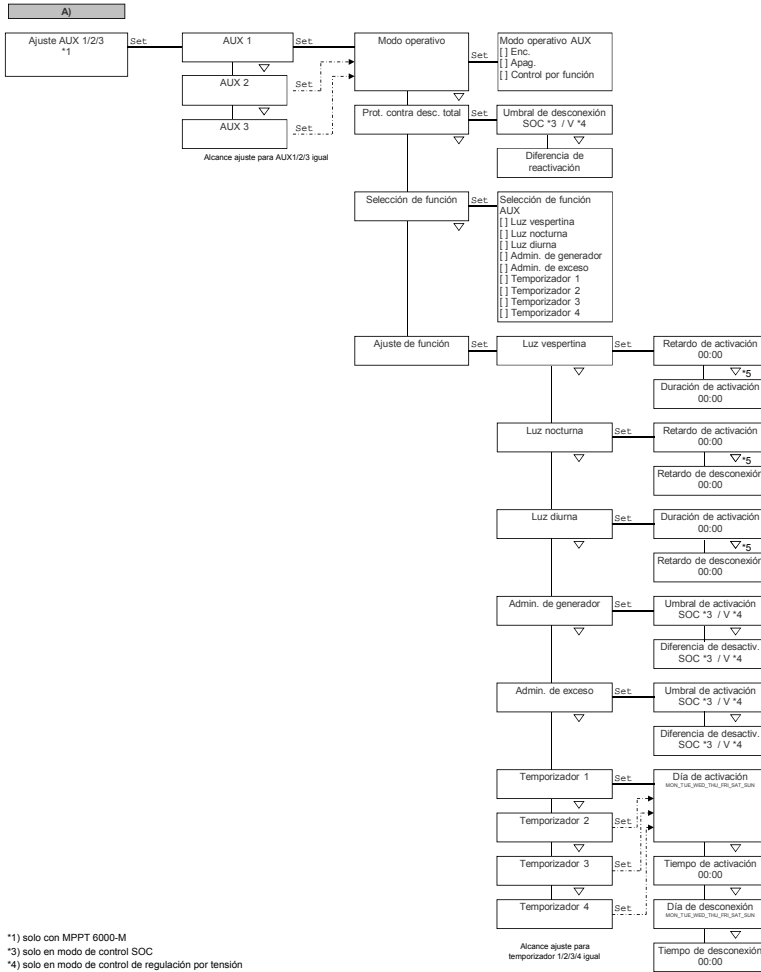 A)
Ajuste AUX 1/2/3
*1
Set
AUX 1
Set
AUX 2
Set
AUX 3
Set
Alcance ajuste para AUX1/2/3 igual
Modo operativo
Set
Modo operativo AUX
[ ] Enc.
[ ] Apag.
[ ] Control por función
Prot. contra desc. total
Set
Umbral de desconexión
SOC *3 / V *4
Diferencia de
reactivación
Selección de función
Set
Selección de función
AUX
[ ] Luz vespertina
[ ] Luz nocturna
[ ] Luz diurna
[ ] Admin. de generador
[ ] Admin. de exceso
[ ] Temporizador 1
[ ] Temporizador 2
[ ] Temporizador 3
[ ] Temporizador 4
Ajuste de función
Set
Luz vespertina
Set
Retardo de activación
00:00
*5
Duración de activación
00:00
Luz nocturna
Set
Retardo de activación
00:00
*5
Retardo de desconexión
00:00
Luz diurna
Set
Duración de activación
00:00
*5
Retardo de desconexión
00:00
Admin. de generador
Set
Umbral de activación
SOC *3 / V *4
Diferencia de desactiv.
SOC *3 / V *4
Admin. de exceso
Set
Umbral de activación
SOC *3 / V *4
Diferencia de desactiv.
SOC *3 / V *4
Temporizador 1
Set
Temporizador 2
Set
Temporizador 3
Set
Temporizador 4
Set
Alcance ajuste para
temporizador 1/2/3/4 igual
Día de activación
MON_TUE_WED_THU_FRI_SAT_SUN
Tiempo de activación
00:00
Día de desconexión
MON_TUE_WED_THU_FRI_SAT_SUN
Tiempo de desconexión
00:00
*1) solo con MPPT 6000-M
*3) solo en modo de control SOC
*4) solo en modo de control de regulación por tensión